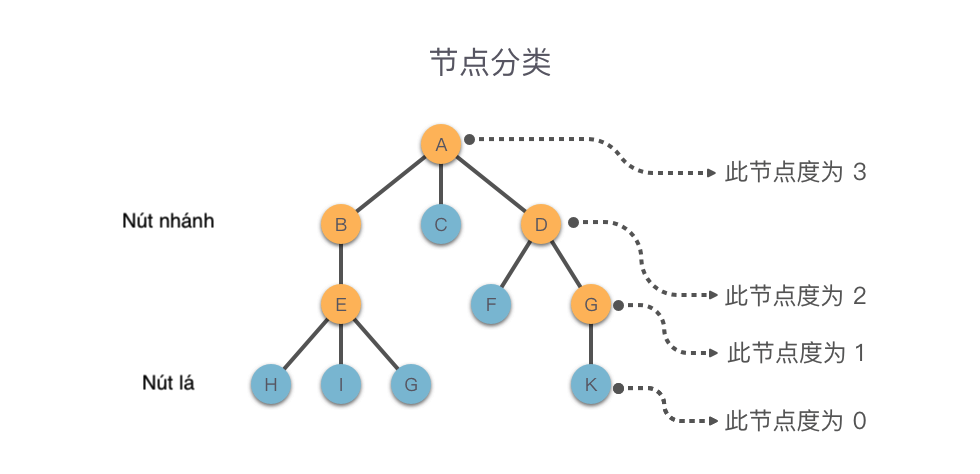 节点分类
A
此节点度为 3
Nút nhánh
B
C
D
此节点度为 2
E
F
G
此节点度为 1
Nút lá
H
I
G
K
此节点度为 0